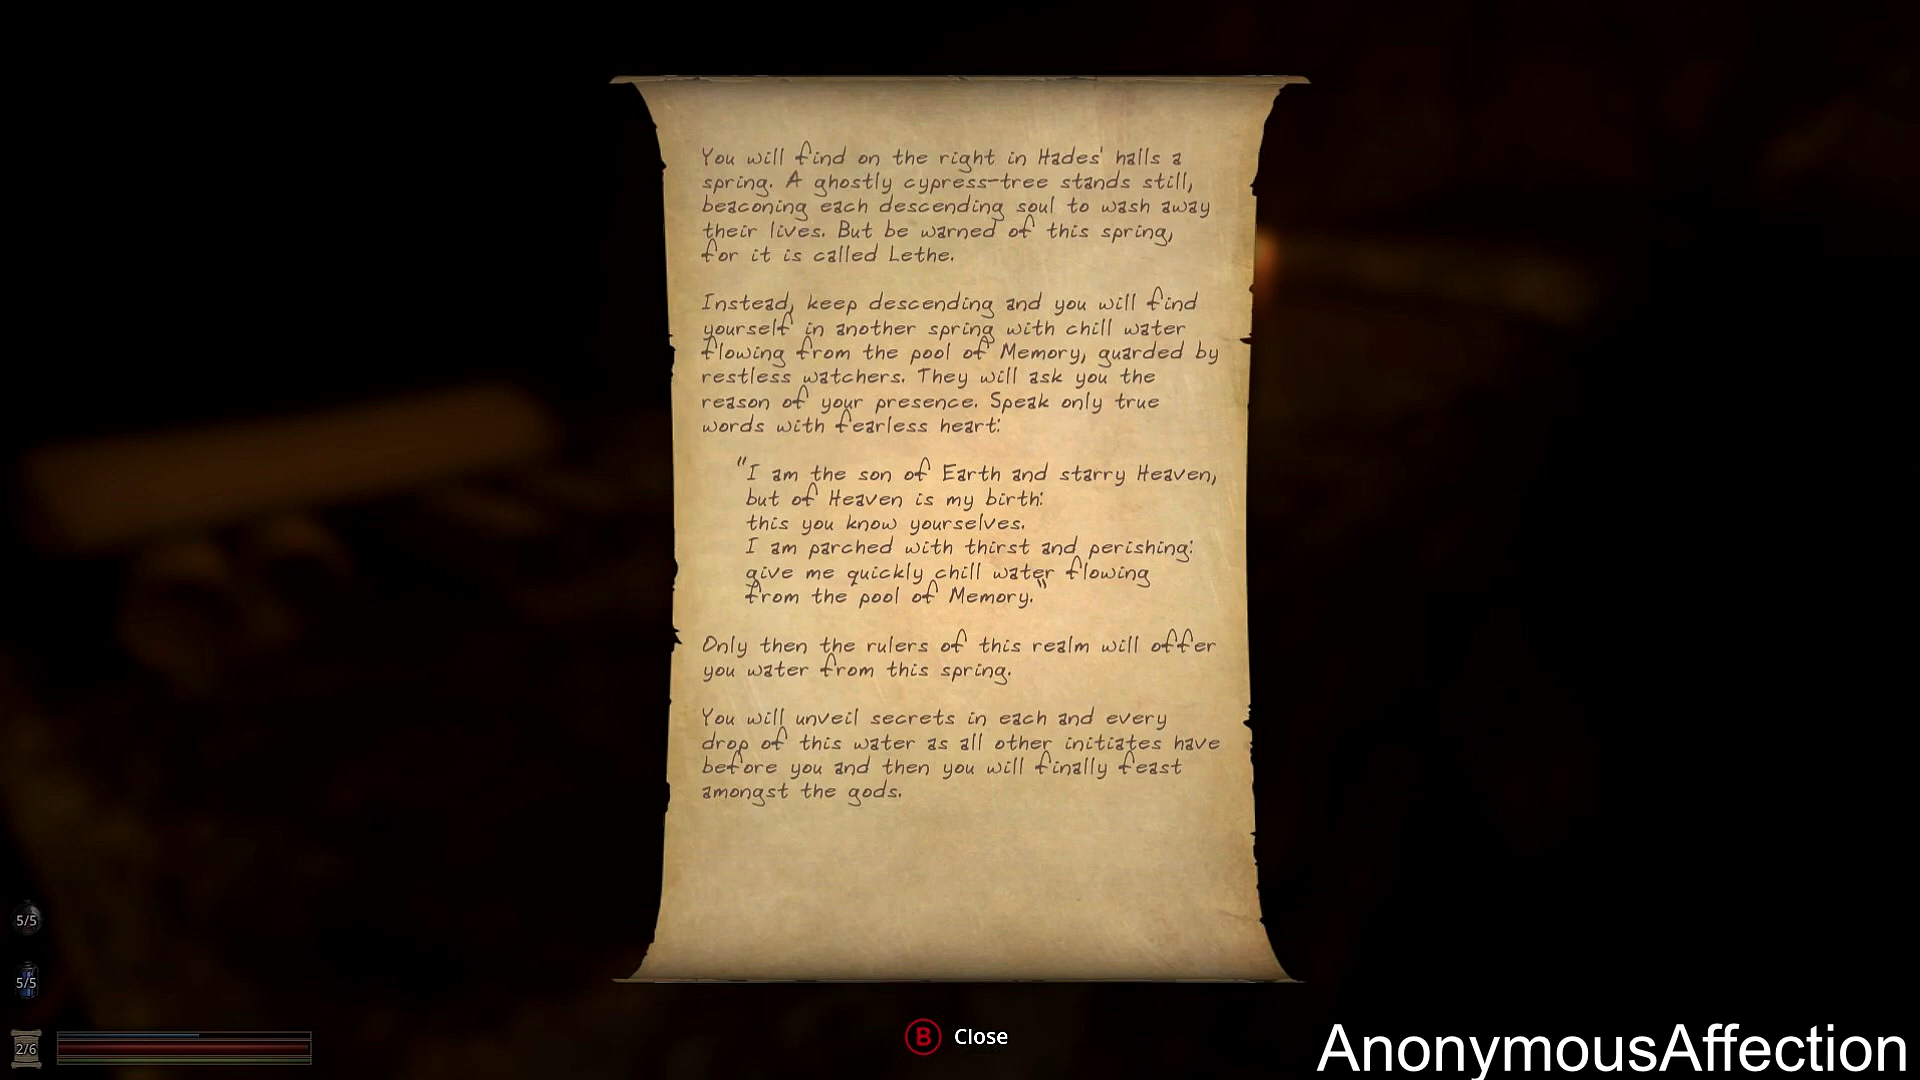 You will find on the right in Hades' halls a
spring. A ghostly cypress-tree stands still,
beaconing each descending soul to wash away
their lives. But be warned of this spring,
for it is called Lethe.
Instead, keep descending and you will find
yourself in another spring with chill water
flowing from the pool of Memory, guarded by
restless watchers. They will ask you the
reason of your presence. Speak only true
words with fearless heart:
"I am the son of Earth and starry Heaven,
but of Heaven is my birth:
this you know yourselves.
I am parched with thirst and perishing:
give me quickly chill water flowing
from the pool of Memory."
Only then the rulers of this realm will offer
you water from this spring.
You will unveil secrets in each and every
drop of this water as all other initiates have
before you and then you will finally feast
amongst the gods.
5/5
5/5
2/6
B Close
AnonymousAffection